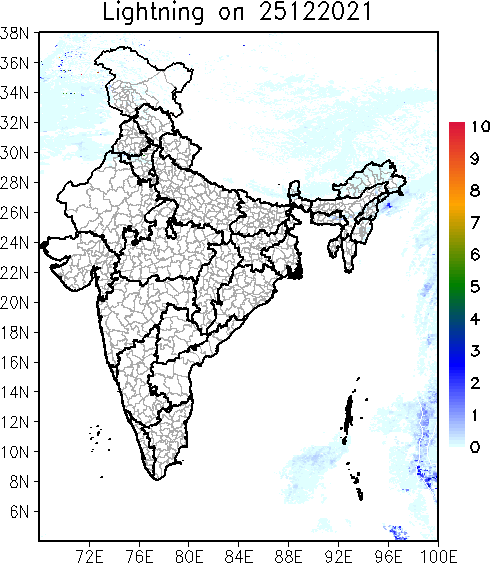 Lightning on 25122021
38N
36N
34N
32N
30N
28N
26N
24N
22N
20N
18N
16N
14N
12N
10N
8N
6N
72E 76E 80E 84E 88E 92E 96E 100E
10
9
8
7
6
5
4
3
2
1
0